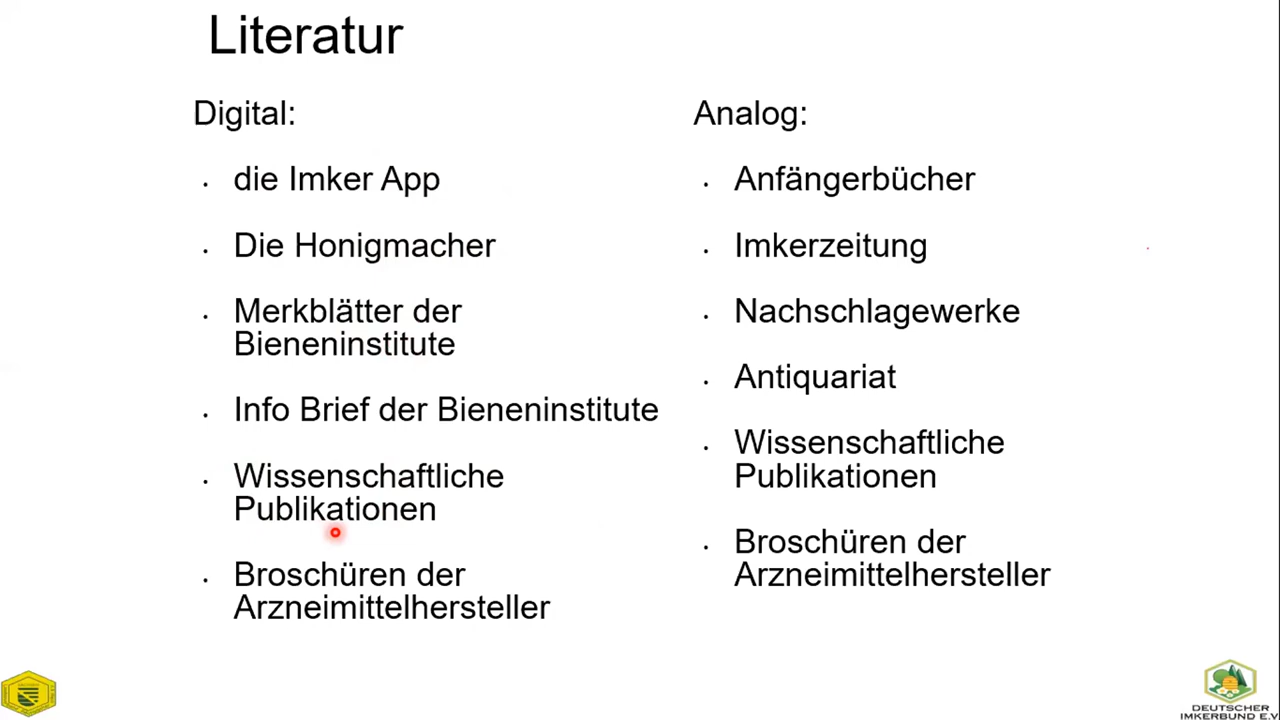 Literatur
Digital:
die Imker App
Die Honigmacher
Merkblätter der
Bieneninstitute
Info Brief der Bieneninstitute
Wissenschaftliche
Publikationen
Broschüren der
Arzneimittelhersteller
Analog:
Anfängerbücher
Imkerzeitung
Nachschlagewerke
Antiquariat
Wissenschaftliche
Publikationen
Broschüren der
Arzneimittelhersteller
DEUTSCHER
IMKERBUND E.V